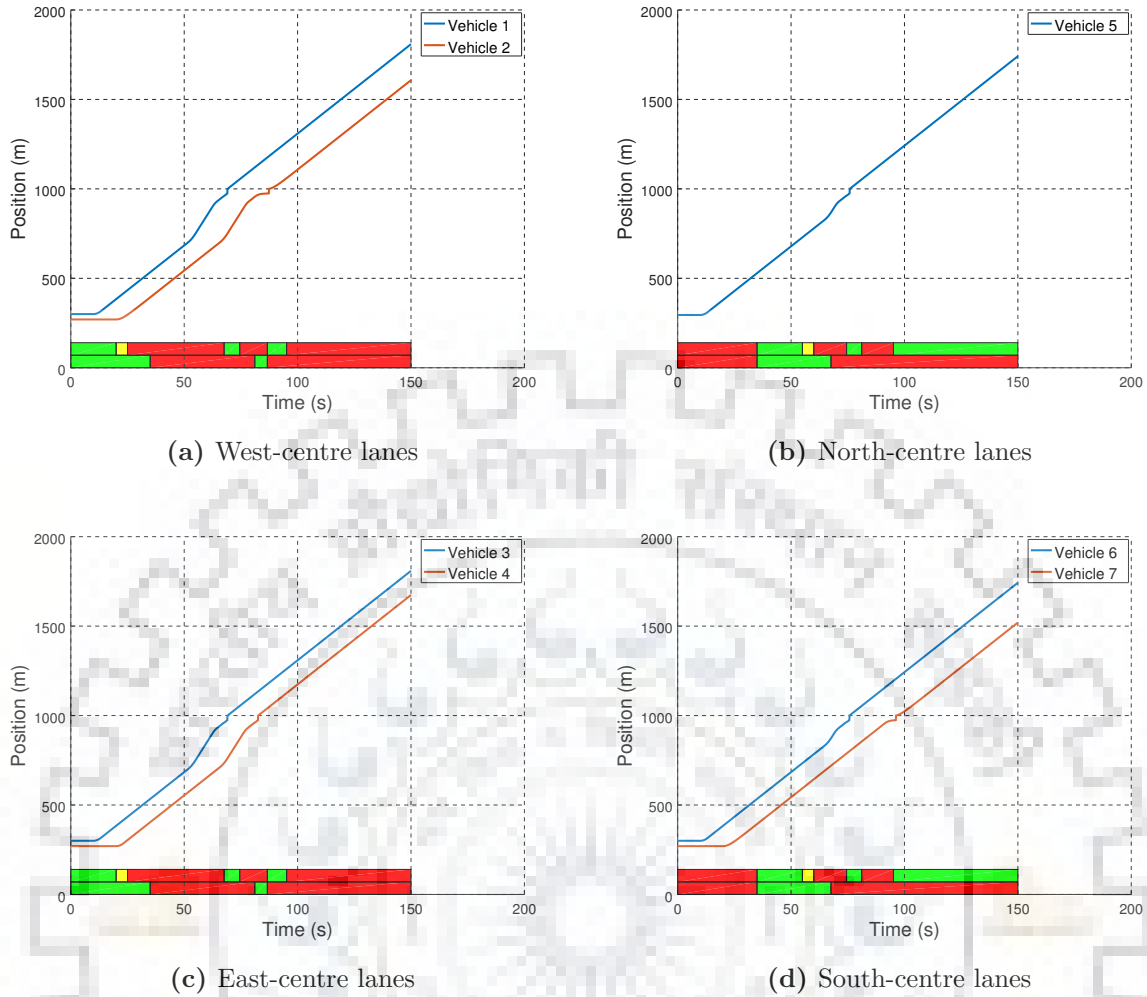 2000
1500
1000
500
0
Position (m)
Vehicle 1
Vehicle 2
0 50 100 150 200
Time (s)
(a) West-centre lanes
2000
1500
1000
500
0
Position (m)
Vehicle 5
0 50 100 150 200
Time (s)
(b) North-centre lanes
2000
1500
1000
500
0
Position (m)
Vehicle 3
Vehicle 4
0 50 100 150 200
Time (s)
(c) East-centre lanes
2000
1500
1000
500
0
Position (m)
Vehicle 6
Vehicle 7
0 50 100 150 200
Time (s)
(d) South-centre lanes